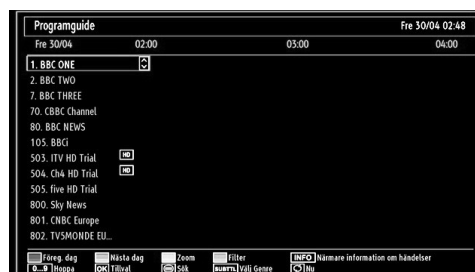 Programguide Fre 30/04 02:48
Fre 30/04 02:00 03:00 04:00
1. BBC ONE
2. BBC TWO
7. BBC THREE
70. CBBC Channel
80. BBC NEWS
105. BBCi
503. ITV HD Trial HD
504. Ch4 HD Trial HD
505. five HD Trial
800. Sky News
801. CNBC Europe
802. TV5MONDE EU...
Föreg. dag Nästa dag Zoom Filter INFO Närmare information om händelser
0...9 Hoppa OK Tillval Sök SUBTTL Välj Genre Nu